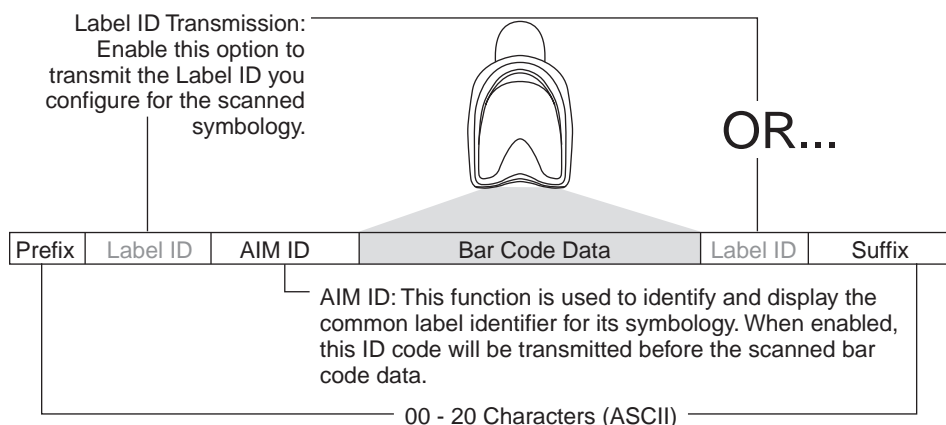 Label ID Transmission:
Enable this option to
transmit the Label ID you
configure for the scanned
symbology.
OR...
Prefix Label ID AIM ID Bar Code Data Label ID Suffix
AIM ID: This function is used to identify and display the
common label identifier for its symbology. When enabled,
this ID code will be transmitted before the scanned bar
code data.
00 - 20 Characters (ASCII)